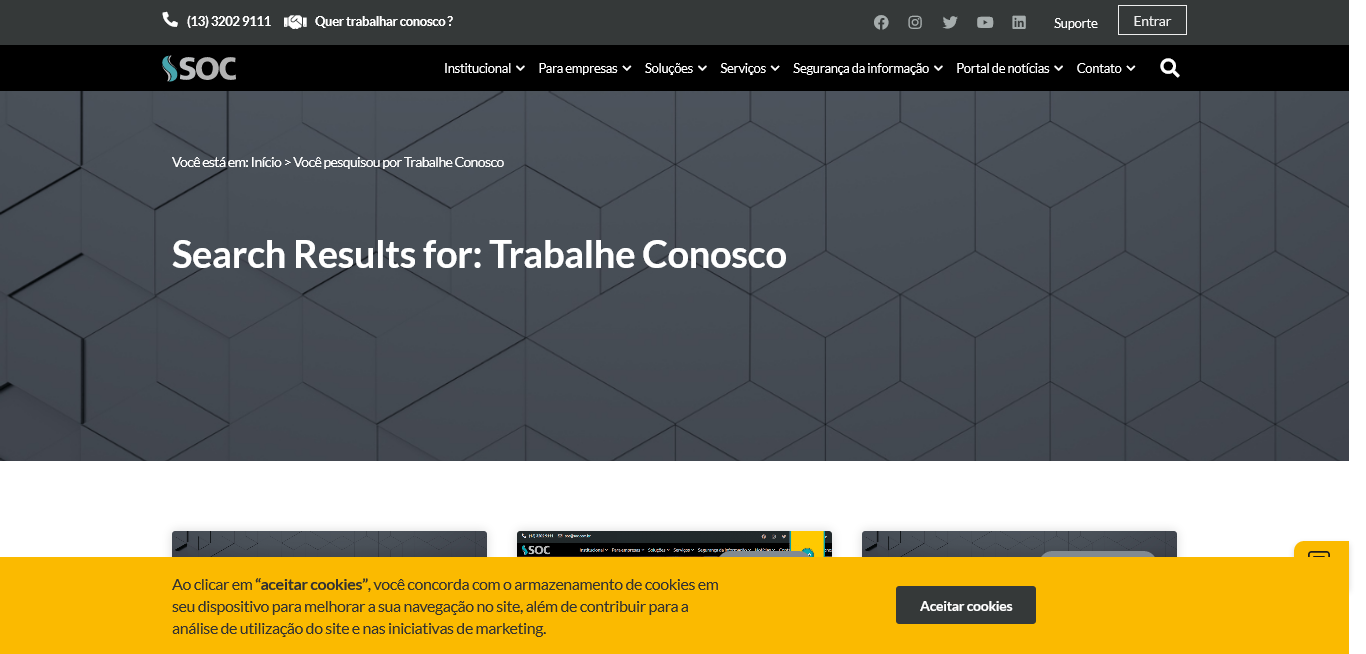 (13) 3202 9111 Quer trabalhar conosco ? Suporte Entrar
SOC Institucional Para empresas Soluções Serviços Segurança da informação Portal de notícias Contato
Você está em: Início > Você pesquisou por Trabalhe Conosco
Search Results for: Trabalhe Conosco
SOC
Ao clicar em “aceitar cookies”, você concorda com o armazenamento de cookies em
seu dispositivo para melhorar a sua navegação no site, além de contribuir para a
análise de utilização do site e nas iniciativas de marketing.
Aceitar cookies